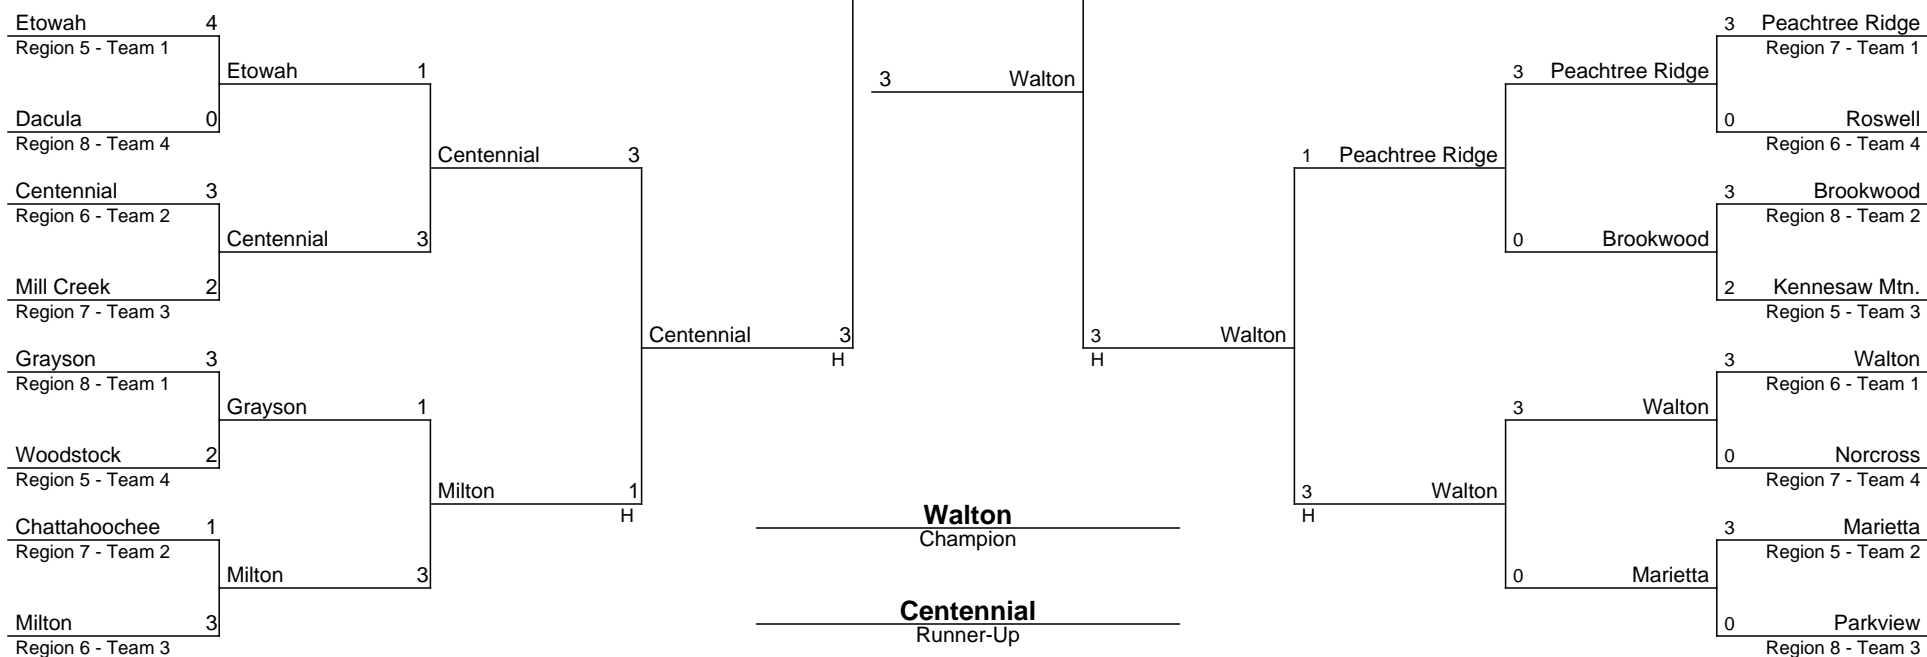 Etowah 4
Region 5 - Team 1
Etowah 1
Dacula 0
Region 8 - Team 4
Centennial 3
Centennial 3
Region 6 - Team 2
Centennial 3
Mill Creek 2
Region 7 - Team 3
Centennial 3
H
Grayson 3
Region 8 - Team 1
Grayson 1
Woodstock 2
Region 5 - Team 4
Milton 1
H
Chattahoochee 1
Region 7 - Team 2
Milton 3
Milton 3
Region 6 - Team 3
3 Walton
Walton
Champion
Centennial
Runner-Up
3 Peachtree Ridge
Region 7 - Team 1
3 Peachtree Ridge
0 Roswell
Region 6 - Team 4
1 Peachtree Ridge
3 Brookwood
Region 8 - Team 2
0 Brookwood
2 Kennesaw Mtn.
Region 5 - Team 3
3 Walton
H
3 Walton
Region 6 - Team 1
3 Walton
0 Norcross
Region 7 - Team 4
3 Walton
H
3 Marietta
Region 5 - Team 2
0 Marietta
0 Parkview
Region 8 - Team 3